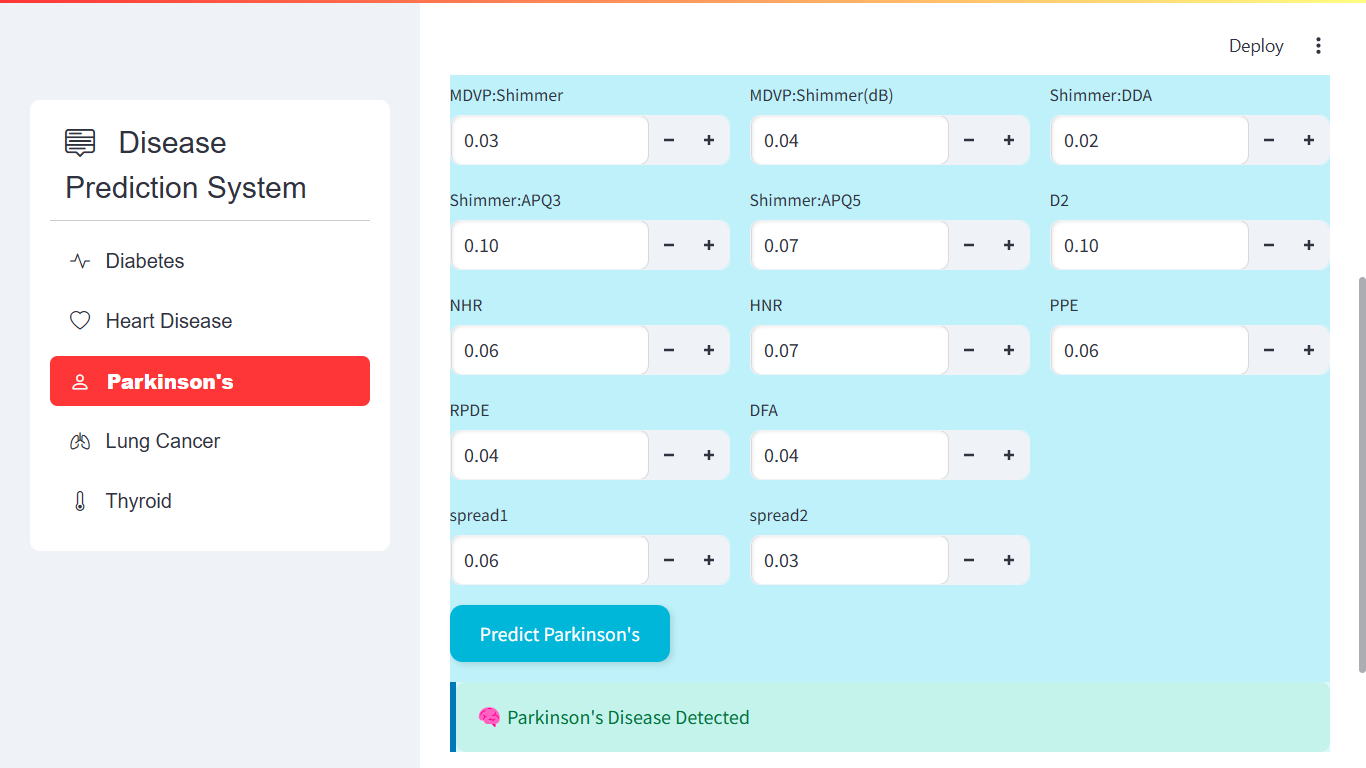 Deploy
Disease
Prediction System
Diabetes
Heart Disease
Parkinson's
Lung Cancer
Thyroid
MDVP:Shimmer MDVP:Shimmer(dB) Shimmer:DDA
0.03 − + 0.04 − + 0.02 − +
Shimmer:APQ3 Shimmer:APQ5 D2
0.10 − + 0.07 − + 0.10 − +
NHR HNR PPE
0.06 − + 0.07 − + 0.06 − +
RPDE DFA
0.04 − + 0.04 − +
spread1 spread2
0.06 − + 0.03 − +
Predict Parkinson's
🧠 Parkinson's Disease Detected